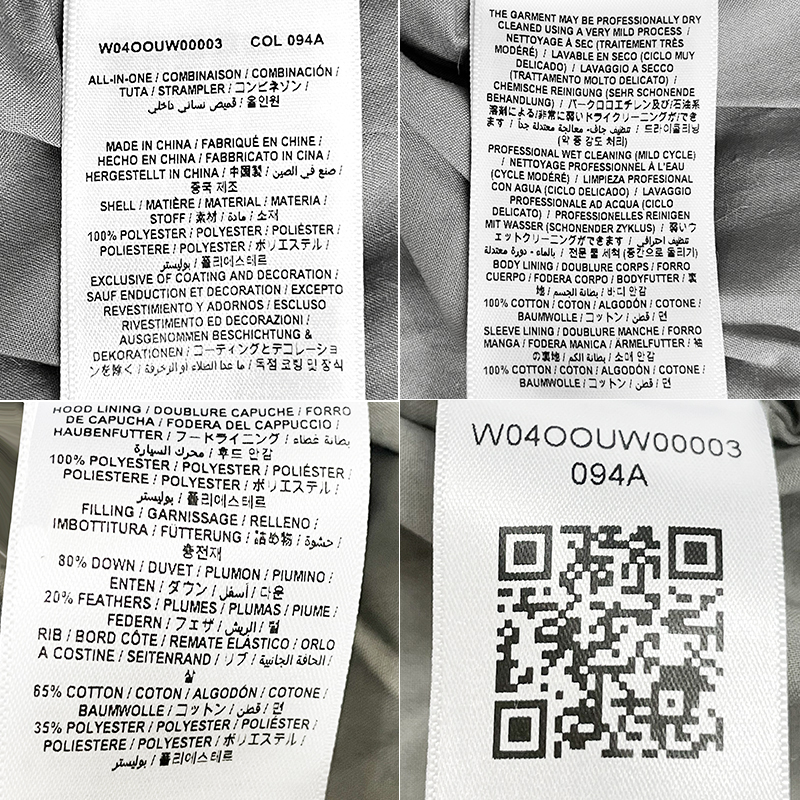 W04OOUW00003 COL 094A
ALL-IN-ONE / COMBINAISON / COMBINACIÓN /
TUTA / STRAMPLER / コンビネゾン /
قميص نسائي داخلي / 올인원
MADE IN CHINA / FABRIQUÉ EN CHINE /
HECHO EN CHINA / FABBRICATO IN CINA /
HERGESTELLT IN CHINA / 中国製 / صنع في الصين /
중국 제조
SHELL / MATIÈRE / MATERIAL / MATERIA /
STOFF / 素材 / مادة / 소재
100% POLYESTER / POLYESTER / POLIÉSTER /
POLIESTERE / POLYESTER / ポリエステル /
بوليستر / 폴리에스테르
EXCLUSIVE OF COATING AND DECORATION /
SAUF ENDUCTION ET DECORATION / EXCEPTO
REVESTIMIENTO Y ADORNOS / ESCLUSO
RIVESTIMENTO ED DECORAZIONI /
AUSGENOMMEN BESCHICHTUNG &
DEKORATIONEN / コーティングとデコレーショ
ンを除く / ما عدا الطلاء أو الزخرفة / 독점 코팅 및 장식
THE GARMENT MAY BE PROFESSIONALLY DRY
CLEANED USING A VERY MILD PROCESS /
NETTOYAGE À SEC (TRAITEMENT TRÈS
MODÉRÉ) / LAVABLE EN SECO (CICLO MUY
DELICADO) / LAVAGGIO A SECCO
(TRATTAMENTO MOLTO DELICATO) /
CHEMISCHE REINIGUNG (SEHR SCHONENDE
BEHANDLUNG) / パークロロエチレン及び/石油系
溶剤による/非常に弱いドライクリーニングができ
ます / تنظيف جاف- معالجة معتدلة جداً / 드라이클리닝
(약 중 강도 처리)
PROFESSIONAL WET CLEANING (MILD CYCLE)
/ NETTOYAGE PROFESSIONNEL À L'EAU
(CYCLE MODÉRÉ) / LIMPIEZA PROFESIONAL
CON AGUA (CICLO DELICADO) / LAVAGGIO
PROFESSIONALE AD ACQUA (CICLO
DELICATO) / PROFESSIONELLES REINIGEN
MIT WASSER (SCHONENDER ZYKLUS) / 弱いウ
ェットクリーニングができます / تنظيف احترافي
بالماء - دورة معتدلة / 전문 물 세척 (중간으로 돌리기)
BODY LINING / DOUBLURE CORPS / FORRO
CUERPO / FODERA CORPO / BODYFUTTER / 裏
地 / بطانة الجسم / 바디 안감
100% COTTON / COTON / ALGODÓN / COTONE /
BAUMWOLLE / コットン / قطن / 면
SLEEVE LINING / DOUBLURE MANCHE / FORRO
MANGA / FODERA MANICA / ÄRMELFUTTER / 袖
の裏地 / بطانة الكم / 소매 안감
100% COTTON / COTON / ALGODÓN / COTONE /
BAUMWOLLE / コットン / قطن / 면
HOOD LINING / DOUBLURE CAPUCHE / FORRO
DE CAPUCHA / FODERA DEL CAPPUCCIO /
HAUBENFUTTER / フードライニング / بطانة غطاء
محرك السيارة / 후드 안감
100% POLYESTER / POLYESTER / POLIÉSTER /
POLIESTERE / POLYESTER / ポリエステル /
بوليستر / 폴리에스테르
FILLING / GARNISSAGE / RELLENO /
IMBOTTITURA / FÜTTERUNG / 詰め物 / حشوة /
충전재
80% DOWN / DUVET / PLUMON / PIUMINO /
ENTEN / ダウン / أسفل / 다운
20% FEATHERS / PLUMES / PLUMAS / PIUME /
FEDERN / フェザ / الريش / 털
RIB / BORD CÔTE / REMATE ELÁSTICO / ORLO
A COSTINE / SEITENRAND / リブ / الحافة الجانبية /
살
65% COTTON / COTON / ALGODÓN / COTONE /
BAUMWOLLE / コットン / قطن / 면
35% POLYESTER / POLYESTER / POLIÉSTER /
POLIESTERE / POLYESTER / ポリエステル /
بوليستر / 폴리에스테르
W04OOUW00003
094A